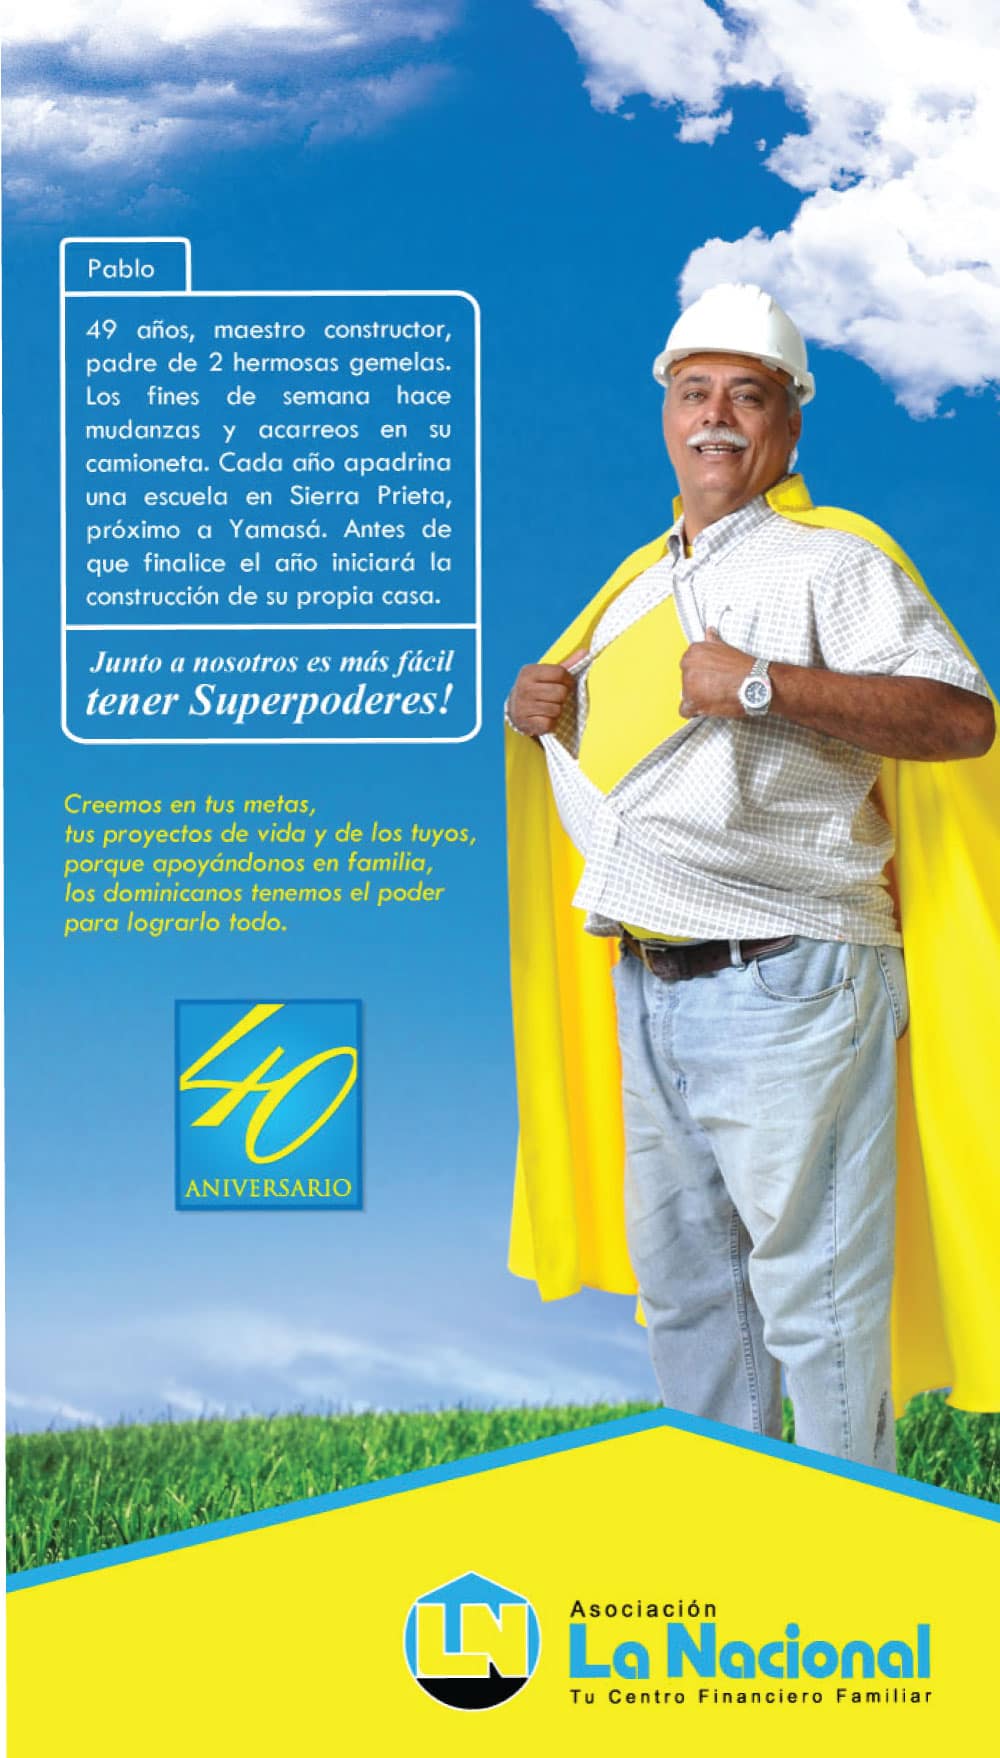 Pablo
49 años, maestro constructor,
padre de 2 hermosas gemelas.
Los fines de semana hace
mudanzas y acarreos en su
camioneta. Cada año apadrina
una escuela en Sierra Prieta,
próximo a Yamasá. Antes de
que finalice el año iniciará la
construcción de su propia casa.
Junto a nosotros es más fácil
tener Superpoderes!
Creemos en tus metas,
tus proyectos de vida y de los tuyos,
porque apoyándonos en familia,
los dominicanos tenemos el poder
para lograrlo todo.
40
ANIVERSARIO
LN
Asociación
La Nacional
Tu Centro Financiero Familiar